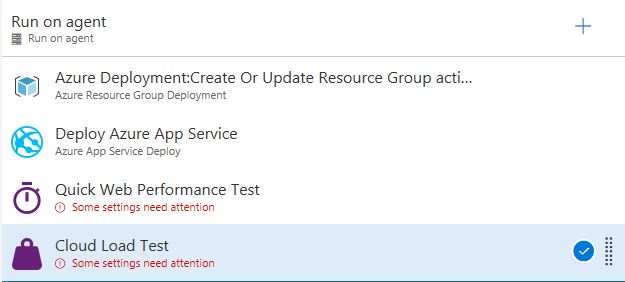 Run on agent
Run on agent
Azure Deployment:Create Or Update Resource Group acti...
Azure Resource Group Deployment
Deploy Azure App Service
Azure App Service Deploy
Quick Web Performance Test
Some settings need attention
Cloud Load Test
Some settings need attention